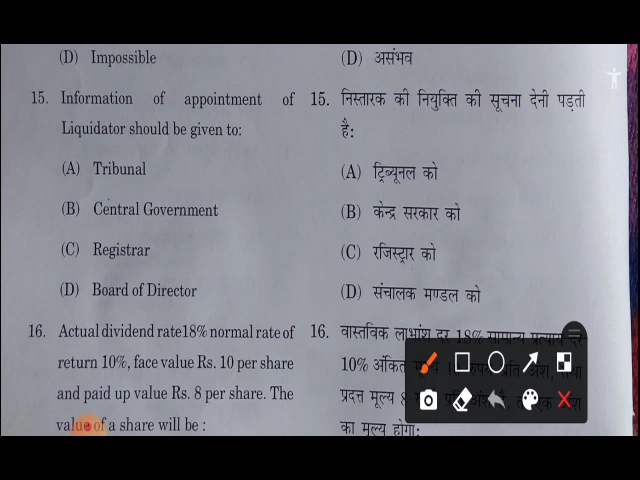 (D) Impossible
15. Information of appointment of
Liquidator should be given to:
(A) Tribunal
(B) Central Government
(C) Registrar
(D) Board of Director
16. Actual dividend rate18% normal rate of
return 10%, face value Rs. 10 per share
and paid up value Rs. 8 per share. The
value of a share will be :
(D) असंभव
15. निस्तारक की नियुक्ति की सूचना देनी पड़ती
है:
(A) ट्रिब्यूनल को
(B) केन्द्र सरकार को
(C) रजिस्ट्रार को
(D) संचालक मण्डल को
16. वास्तविक लाभांश दर 18% सामान्य प्रत्याय दर
10% अंकित
प्रदत्त मूल्य 8
का मूल्य होगा: